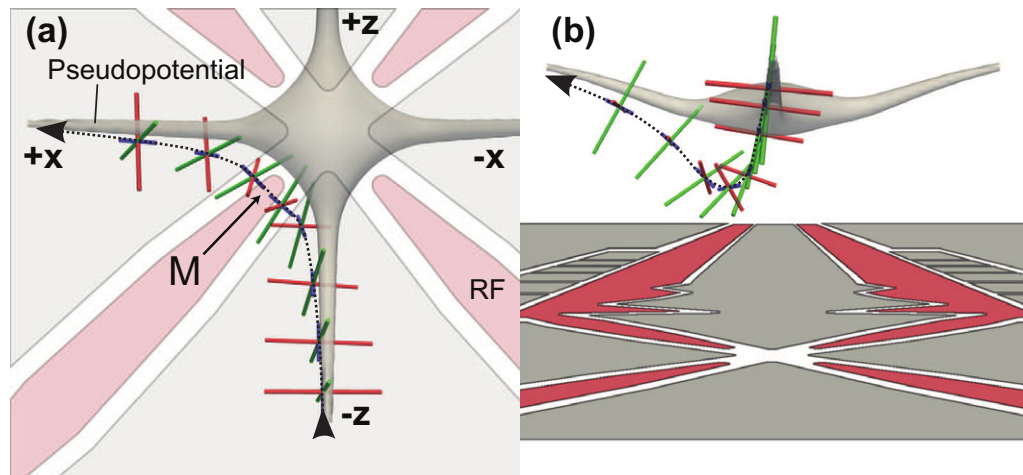 (a)
+z
(b)
Pseudopotential
+x
-x
M
RF
-z